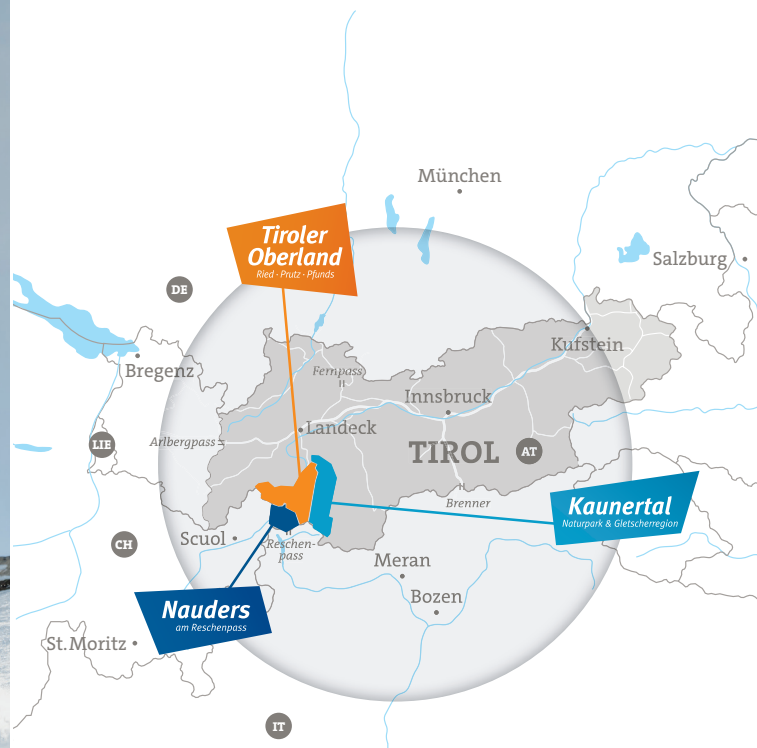 München
Tiroler
Oberland
Ried · Prutz · Pfunds
Salzburg
DE
Kufstein
Bregenz
Fernpass
Innsbruck
Landeck
Arlbergpass
LIE
TIROL
AT
Brenner
Kaunertal
Naturpark & Gletscherregion
Scuol
CH
Reschen-
pass
Meran
Bozen
Nauders
am Reschenpass
St.Moritz
IT